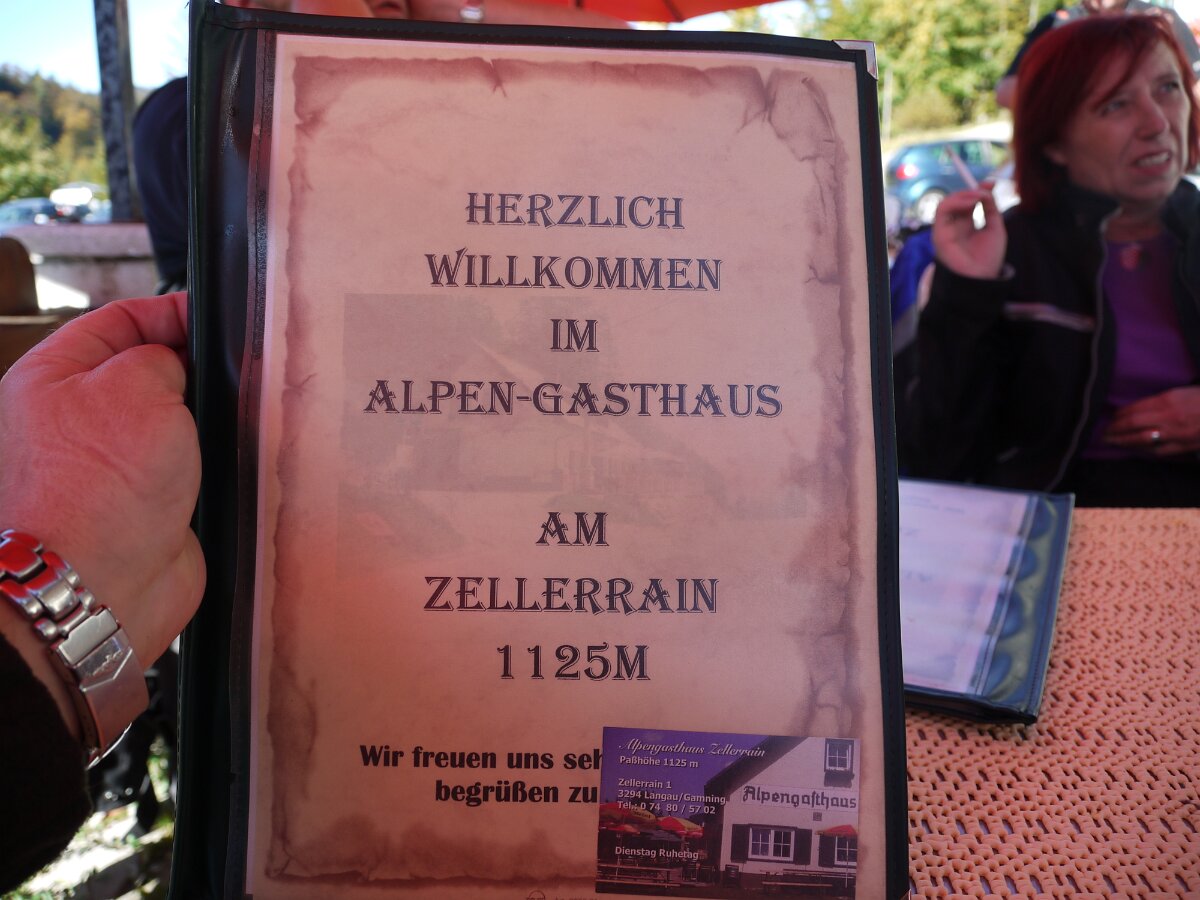 HERZLICH
WILLKOMMEN
IM
ALPEN-GASTHAUS
AM
ZELLERRAIN
1125M
Wir freuen uns seh
begrüßen zu
Alpengasthaus Zellerrain
Paßhöhe 1125 m
Zellerrain 1
3294 Langau/Gamning
Tel.: 0 74 80 / 57 02
Dienstag Ruhetag
Alpengasthaus